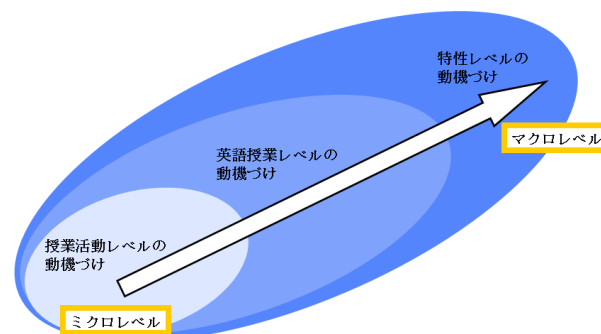 特性レベルの
動機づけ
マクロレベル
英語授業レベルの
動機づけ
授業活動レベルの
動機づけ
ミクロレベル